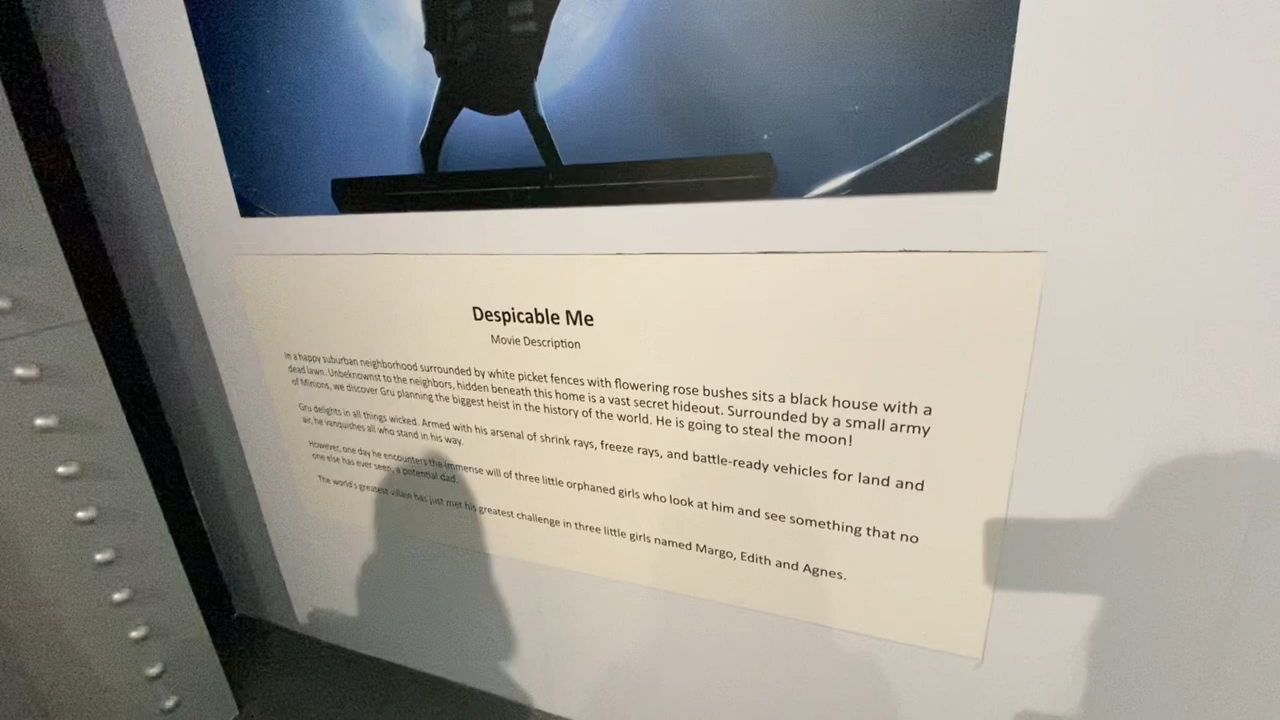 Despicable Me
Movie Description
In a happy suburban neighborhood surrounded by white picket fences with flowering rose bushes sits a black house with a
dead lawn. Unbeknownst to the neighbors, hidden beneath this home is a vast secret hideout. Surrounded by a small army
of Minions, we discover Gru planning the biggest heist in the history of the world. He is going to steal the moon!
Gru delights in all things wicked. Armed with his arsenal of shrink rays, freeze rays, and battle-ready vehicles for land and
air, he vanquishes all who stand in his way.
However, one day he encounters the immense will of three little orphaned girls who look at him and see something that no
one else has ever seen, a potential dad.
The world's greatest villain has just met his greatest challenge in three little girls named Margo, Edith and Agnes.